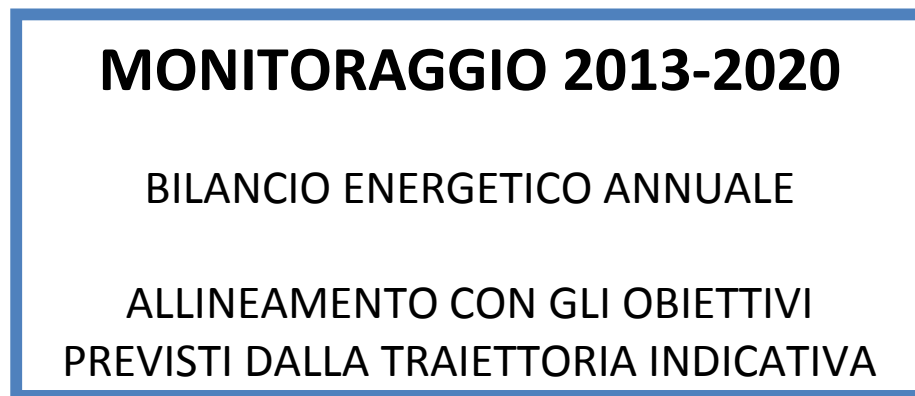 MONITORAGGIO 2013-2020
BILANCIO ENERGETICO ANNUALE
ALLINEAMENTO CON GLI OBIETTIVI
PREVISTI DALLA TRAIETTORIA INDICATIVA